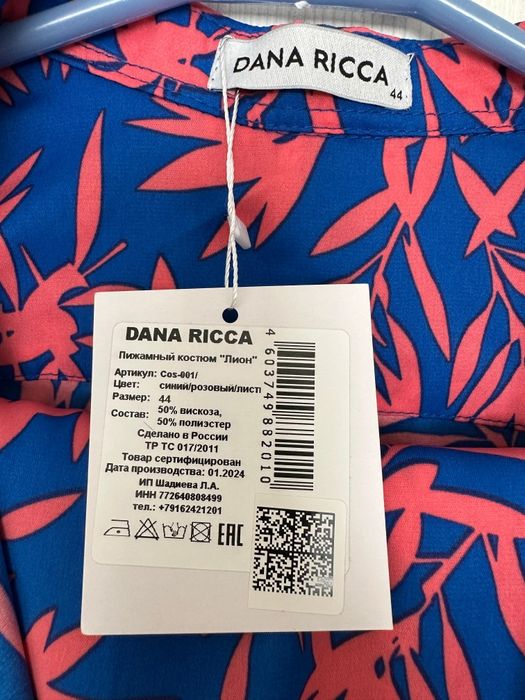 DANA RICCA
44
DANA RICCA
Пижамный костюм "Лион"
Артикул: Cos-001/
Цвет: синий/розовый/лист
Размер: 44
Состав: 50% вискоза,
50% полиэстер
Сделано в России
ТР ТС 017/2011
Товар сертифицирован
Дата производства: 01.2024
ИП Шадиева Л.А.
ИНН 772640808499
тел.: +79162421201
EAC
4 603749 882010